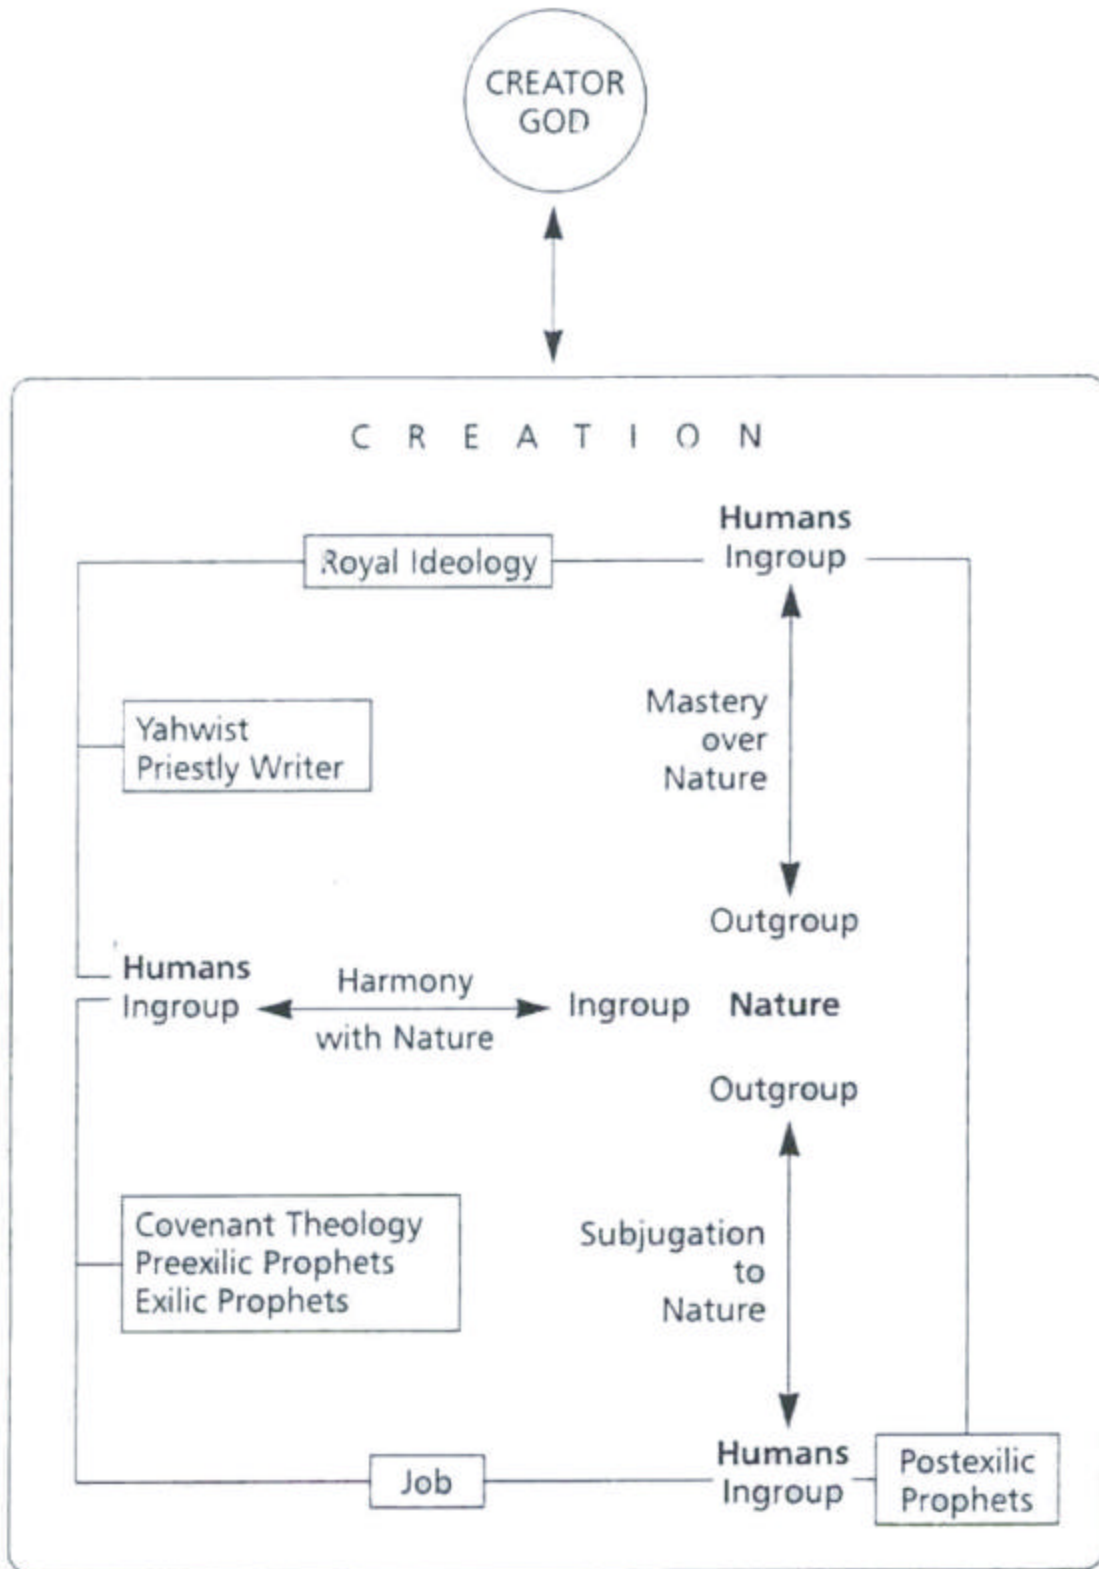 CREATOR
GOD
C R E A T I O N
Humans
Ingroup
Royal Ideology
Mastery
over
Nature
Yahwist
Priestly Writer
Outgroup
Humans
Ingroup
Harmony
with Nature
Ingroup Nature
Outgroup
Covenant Theology
Preexilic Prophets
Exilic Prophets
Subjugation
to
Nature
Humans
Ingroup
Job
Postexilic
Prophets